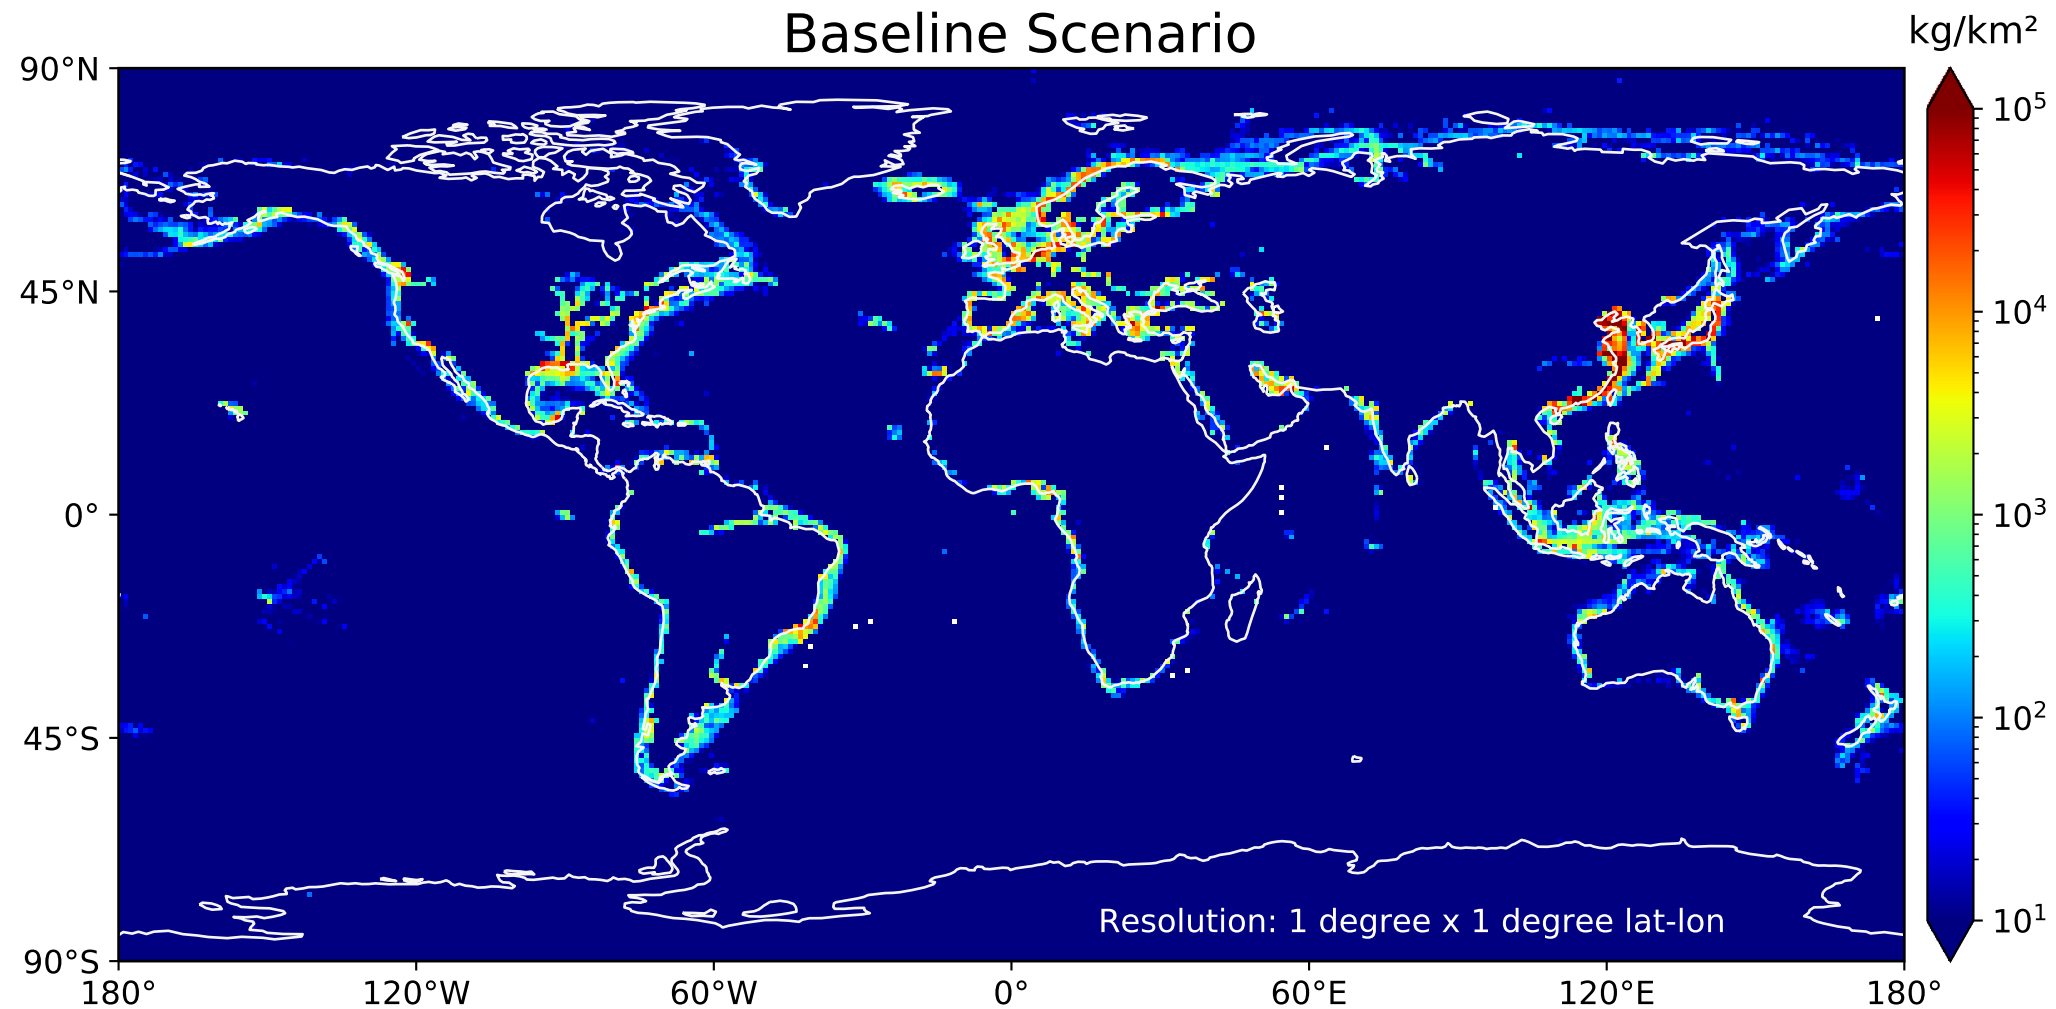 Baseline Scenario
kg/km²
90°N
45°N
0°
45°S
90°S
180°
120°W
60°W
0°
60°E
120°E
180°
10⁵
10⁴
10³
10²
10¹
Resolution: 1 degree x 1 degree lat-lon